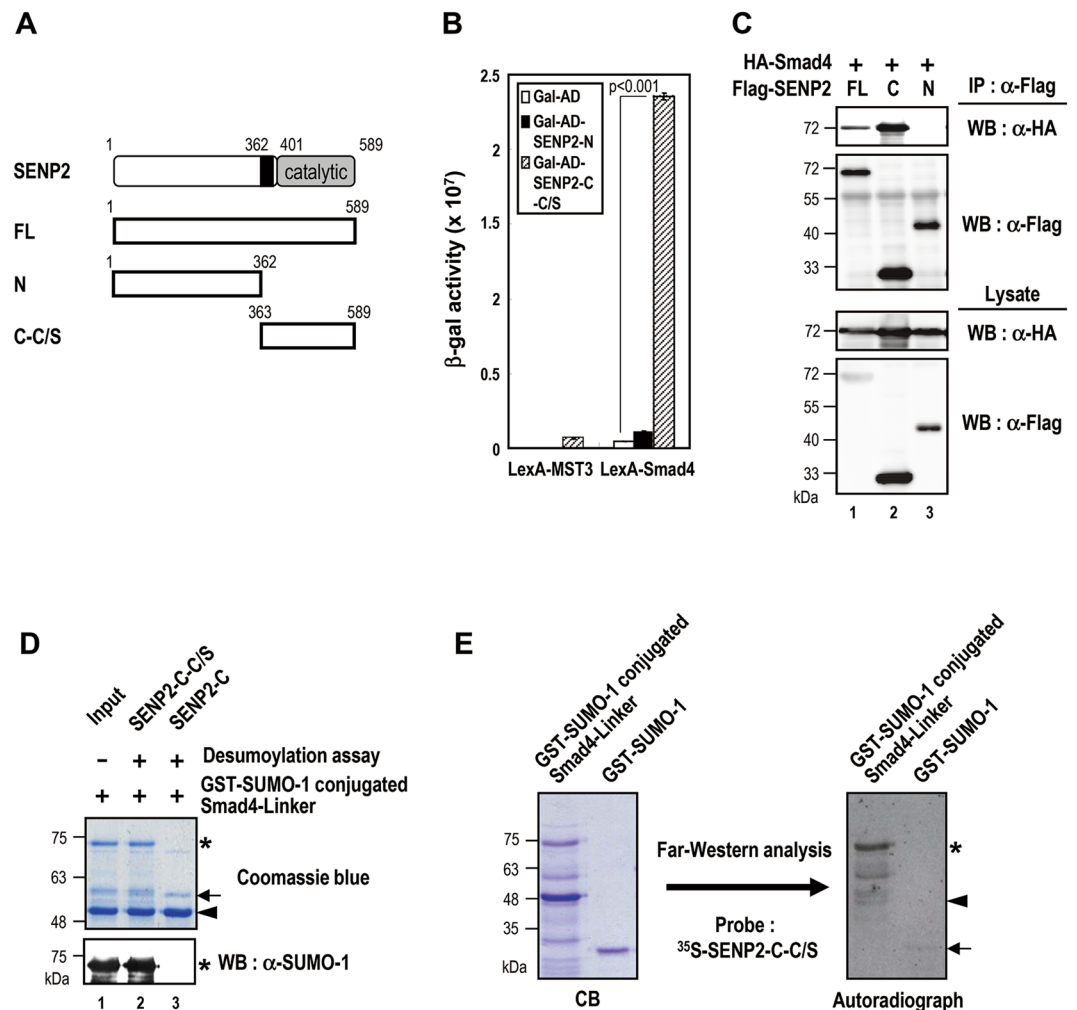 A
1 362 401 589
SENP2
catalytic
1 589
FL
1 362
N
363 589
C-C/S
B
p<0.001
Gal-AD
Gal-AD-
SENP2-N
Gal-AD-
SENP2-C
-C/S
β-gal activity (x 10⁷)
2.5
2
1.5
2
0.5
0
LexA-MST3 LexA-Smad4
C
HA-Smad4 + + +
Flag-SENP2 FL C N
IP : α-Flag
72
WB : α-HA
72
55
40
33
WB : α-Flag
Lysate
72
WB : α-HA
72
55
40
33
WB : α-Flag
kDa
1 2 3
D
Input
SENP2-C-C/S
SENP2-C
– + + Desumoylation assay
+ + + GST-SUMO-1 conjugated
Smad4-Linker
75
*
63
48
Coomassie blue
75
* WB : α-SUMO-1
kDa
1 2 3
E
GST-SUMO-1 conjugated
Smad4-Linker
GST-SUMO-1
75
63
48
35
kDa
CB
Far-Western analysis
Probe :
³⁵S-SENP2-C-C/S
GST-SUMO-1 conjugated
Smad4-Linker
GST-SUMO-1
*
Autoradiograph